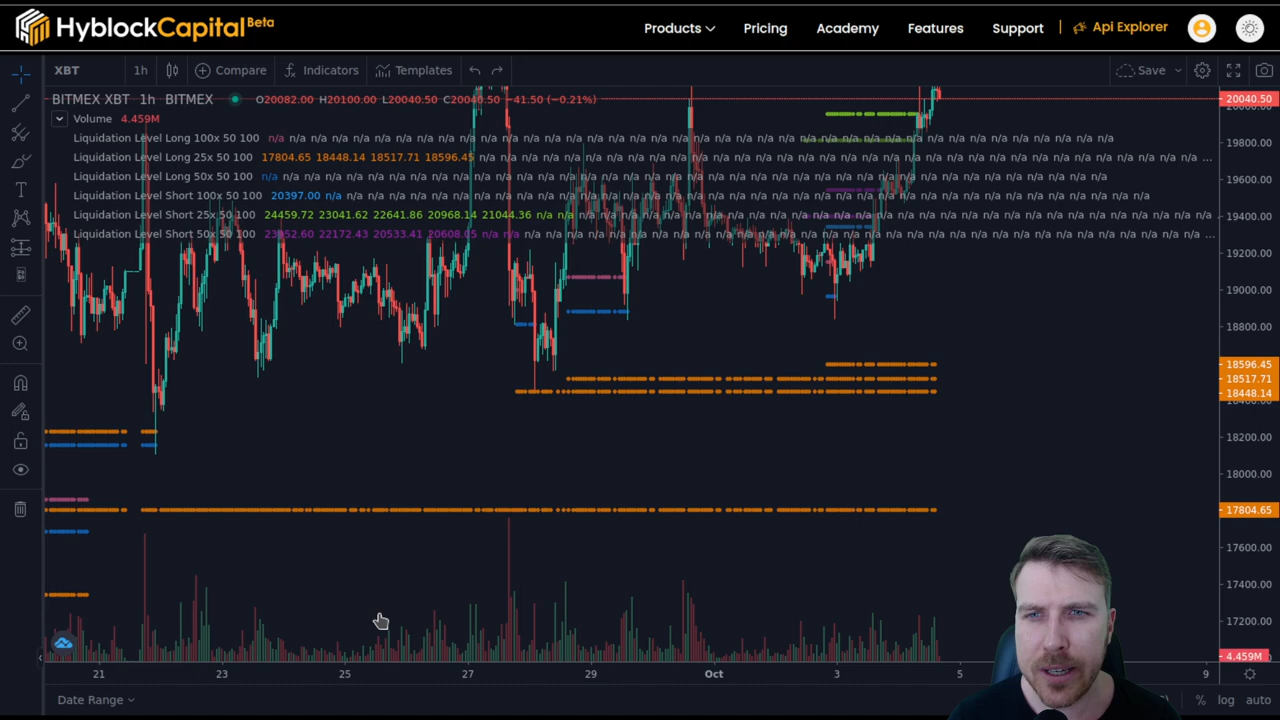 HyblockCapital Beta
Products Pricing Academy Features Support Api Explorer
XBT 1h Compare Indicators Templates Save
BITMEX XBT 1h BITMEX O20082.00 H20100.00 L20040.50 C20040.50 −41.50 (−0.21%)
20040.50
Volume 4.459M
Liquidation Level Long 100x 50 100 n/a n/a n/a n/a n/a n/a n/a n/a n/a n/a n/a n/a n/a n/a n/a n/a n/a n/a n/a n/a n/a n/a n/a n/a n/a n/a n/a n/a n/a n/a
19800.00
Liquidation Level Long 25x 50 100 17804.65 18448.14 18517.71 18596.45 n/a n/a n/a n/a n/a n/a n/a n/a n/a n/a n/a n/a n/a n/a n/a n/a n/a n/a n/a n/a n/a ...
Liquidation Level Long 50x 50 100 n/a n/a n/a n/a n/a n/a n/a n/a n/a n/a n/a n/a n/a n/a n/a n/a n/a n/a n/a n/a n/a n/a n/a n/a n/a n/a n/a n/a n/a n/a
19600.00
Liquidation Level Short 100x 50 100 20397.00 n/a n/a n/a n/a n/a n/a n/a n/a n/a n/a n/a n/a n/a n/a n/a n/a n/a n/a n/a n/a n/a n/a n/a n/a n/a n/a n/a n/a n/a
Liquidation Level Short 25x 50 100 24459.72 23041.62 22641.86 20968.14 21044.36 n/a n/a n/a n/a n/a n/a n/a n/a n/a n/a n/a n/a n/a n/a n/a n/a n/a n/a n/a ...
19400.00
Liquidation Level Short 50x 50 100 22172.43 20533.41 n/a n/a n/a n/a n/a n/a n/a n/a n/a n/a n/a n/a n/a n/a n/a n/a n/a n/a n/a n/a n/a n/a n/a ...
19200.00
19000.00
18800.00
18596.45
18517.71
18448.14
18200.00
18000.00
17804.65
17600.00
17400.00
17200.00
4.459M
21 23 25 27 29 Oct 3 5 9
Date Range % log auto